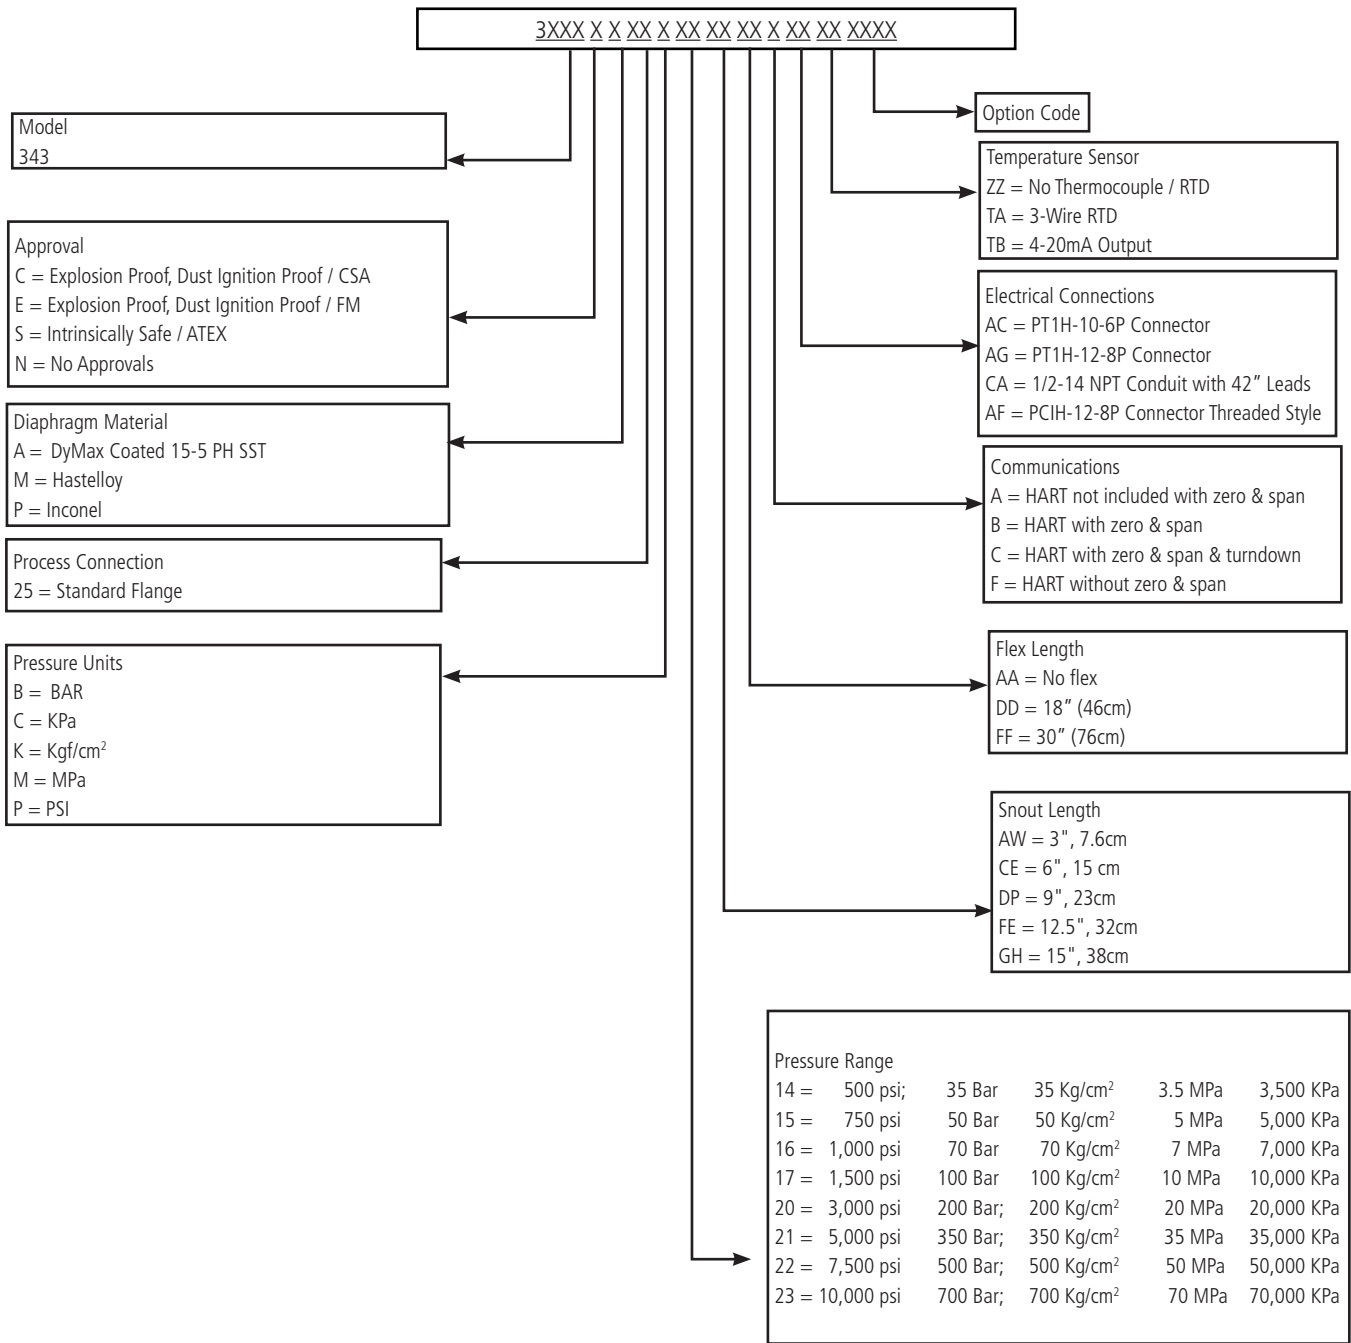 3XXX X X XX X XX XX XX X XX XX XXXX
Model
343
Approval
C = Explosion Proof, Dust Ignition Proof / CSA
E = Explosion Proof, Dust Ignition Proof / FM
S = Intrinsically Safe / ATEX
N = No Approvals
Diaphragm Material
A = DyMax Coated 15-5 PH SST
M = Hastelloy
P = Inconel
Process Connection
25 = Standard Flange
Pressure Units
B = BAR
C = KPa
K = Kgf/cm²
M = MPa
P = PSI
Option Code
Temperature Sensor
ZZ = No Thermocouple / RTD
TA = 3-Wire RTD
TB = 4-20mA Output
Electrical Connections
AC = PT1H-10-6P Connector
AG = PT1H-12-8P Connector
CA = 1/2-14 NPT Conduit with 42” Leads
AF = PCIH-12-8P Connector Threaded Style
Communications
A = HART not included with zero & span
B = HART with zero & span
C = HART with zero & span & turndown
F = HART without zero & span
Flex Length
AA = No flex
DD = 18” (46cm)
FF = 30” (76cm)
Snout Length
AW = 3", 7.6cm
CE = 6", 15 cm
DP = 9", 23cm
FE = 12.5", 32cm
GH = 15", 38cm
Pressure Range
14 = 500 psi; 35 Bar 35 Kg/cm² 3.5 MPa 3,500 KPa
15 = 750 psi 50 Bar 50 Kg/cm² 5 MPa 5,000 KPa
16 = 1,000 psi 70 Bar 70 Kg/cm² 7 MPa 7,000 KPa
17 = 1,500 psi 100 Bar 100 Kg/cm² 10 MPa 10,000 KPa
20 = 3,000 psi 200 Bar; 200 Kg/cm² 20 MPa 20,000 KPa
21 = 5,000 psi 350 Bar; 350 Kg/cm² 35 MPa 35,000 KPa
22 = 7,500 psi 500 Bar; 500 Kg/cm² 50 MPa 50,000 KPa
23 = 10,000 psi 700 Bar; 700 Kg/cm² 70 MPa 70,000 KPa